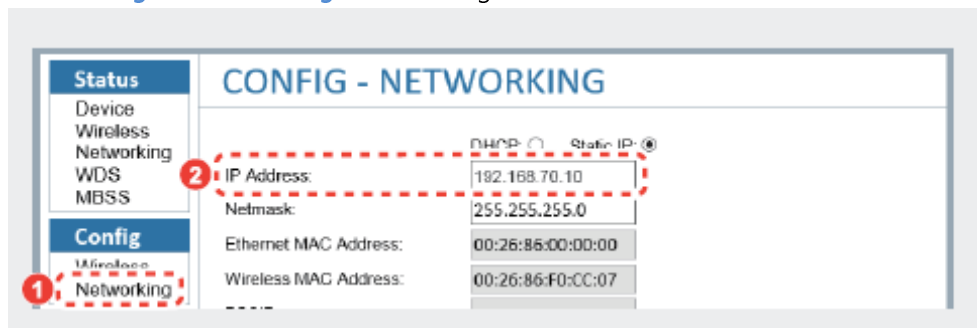 Status
Device
Wireless
Networking
WDS
MBSS
Config
Wireless
1 Networking
CONFIG - NETWORKING
DHCP: Static IP:
2 IP Address: 192.168.70.10
Netmask: 255.255.255.0
Ethernet MAC Address: 00:26:86:00:00:00
Wireless MAC Address: 00:26:86:F0:CC:07